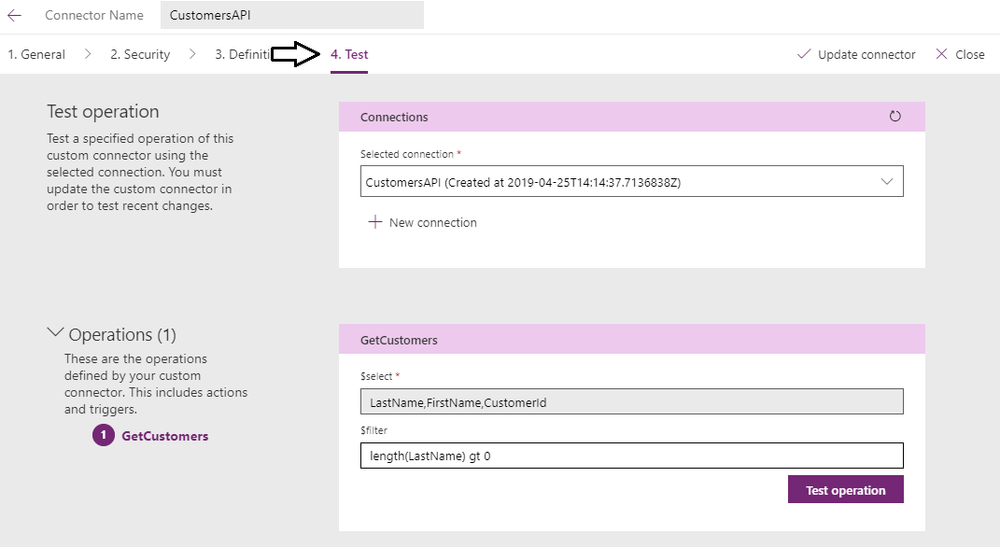 Connector Name
CustomersAPI
1. General
2. Security
3. Definiti
4. Test
Update connector
Close
Test operation
Test a specified operation of this
custom connector using the
selected connection. You must
update the custom connector in
order to test recent changes.
Connections
Selected connection *
CustomersAPI (Created at 2019-04-25T14:14:37.7136838Z)
New connection
Operations (1)
These are the operations
defined by your custom
connector. This includes actions
and triggers.
1 GetCustomers
GetCustomers
$select *
LastName,FirstName,CustomerId
$filter
length(LastName) gt 0
Test operation